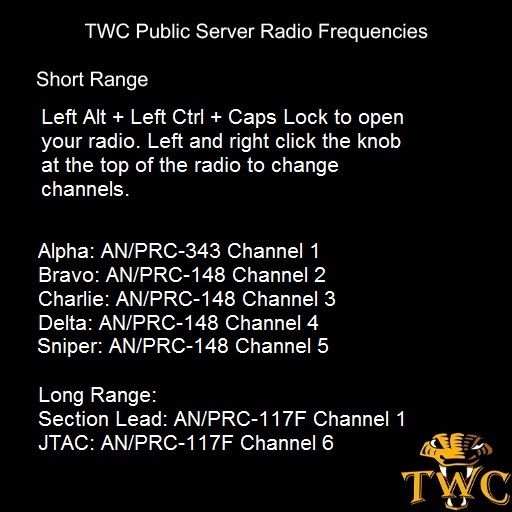 TWC Public Server Radio Frequencies
Short Range
Left Alt + Left Ctrl + Caps Lock to open
your radio. Left and right click the knob
at the top of the radio to change
channels.
Alpha: AN/PRC-343 Channel 1
Bravo: AN/PRC-148 Channel 2
Charlie: AN/PRC-148 Channel 3
Delta: AN/PRC-148 Channel 4
Sniper: AN/PRC-148 Channel 5
Long Range:
Section Lead: AN/PRC-117F Channel 1
JTAC: AN/PRC-117F Channel 6
TWC